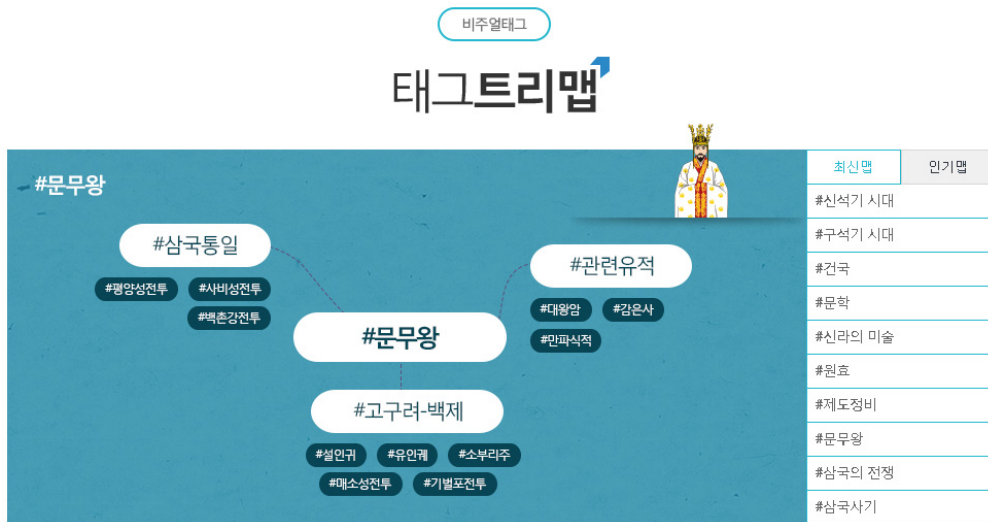 비주얼태그
태그트리맵
#문무왕
#삼국통일
#평양성전투 #사비성전투
#백촌강전투
#관련유적
#대왕암 #감은사
#만파식적
#문무왕
#고구려-백제
#설인귀 #유인궤 #소부리주
#매소성전투 #기벌포전투
최신맵 인기맵
#신석기 시대
#구석기 시대
#건국
#문학
#신라의 미술
#원효
#제도정비
#문무왕
#삼국의 전쟁
#삼국사기